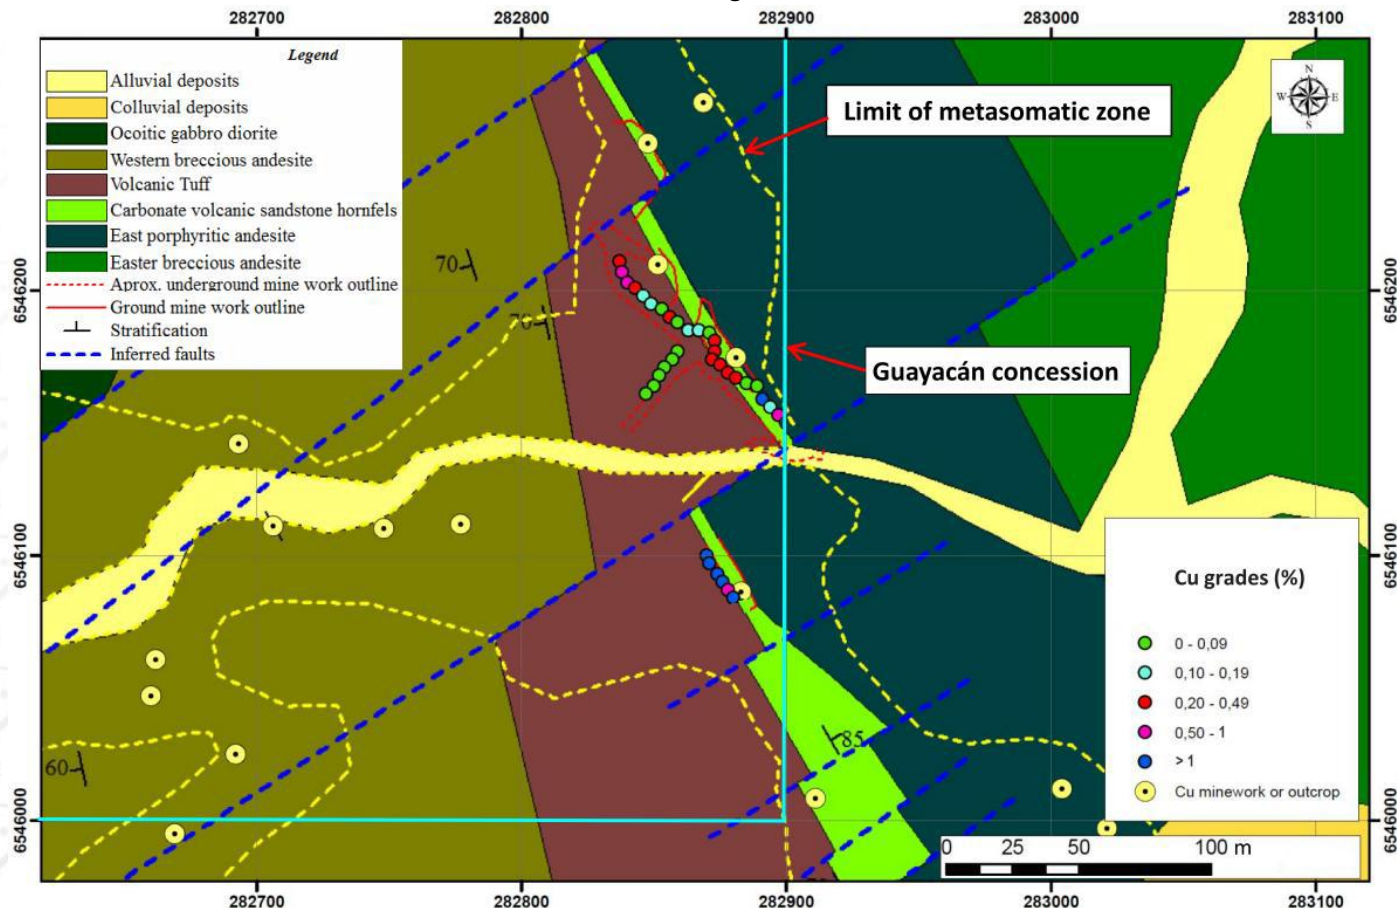 282700 282800 282900 283000 283100
Legend
Alluvial deposits
Colluvial deposits
Ocoitic gabbro diorite
Western breccious andesite
Volcanic Tuff
Carbonate volcanic sandstone hornfels
East porphyritic andesite
Easter breccious andesite
Aprox. underground mine work outline
Ground mine work outline
Stratification
Inferred faults
Limit of metasomatic zone
N
W E
S
70
6546200
6546200
70
Guayacán concession
6546100
6546100
Cu grades (%)
0 - 0,09
0,10 - 0,19
0,20 - 0,49
0,50 - 1
> 1
Cu minework or outcrop
85
60
6546000
6546000
0 25 50 100 m
282700 282800 282900 283000 283100